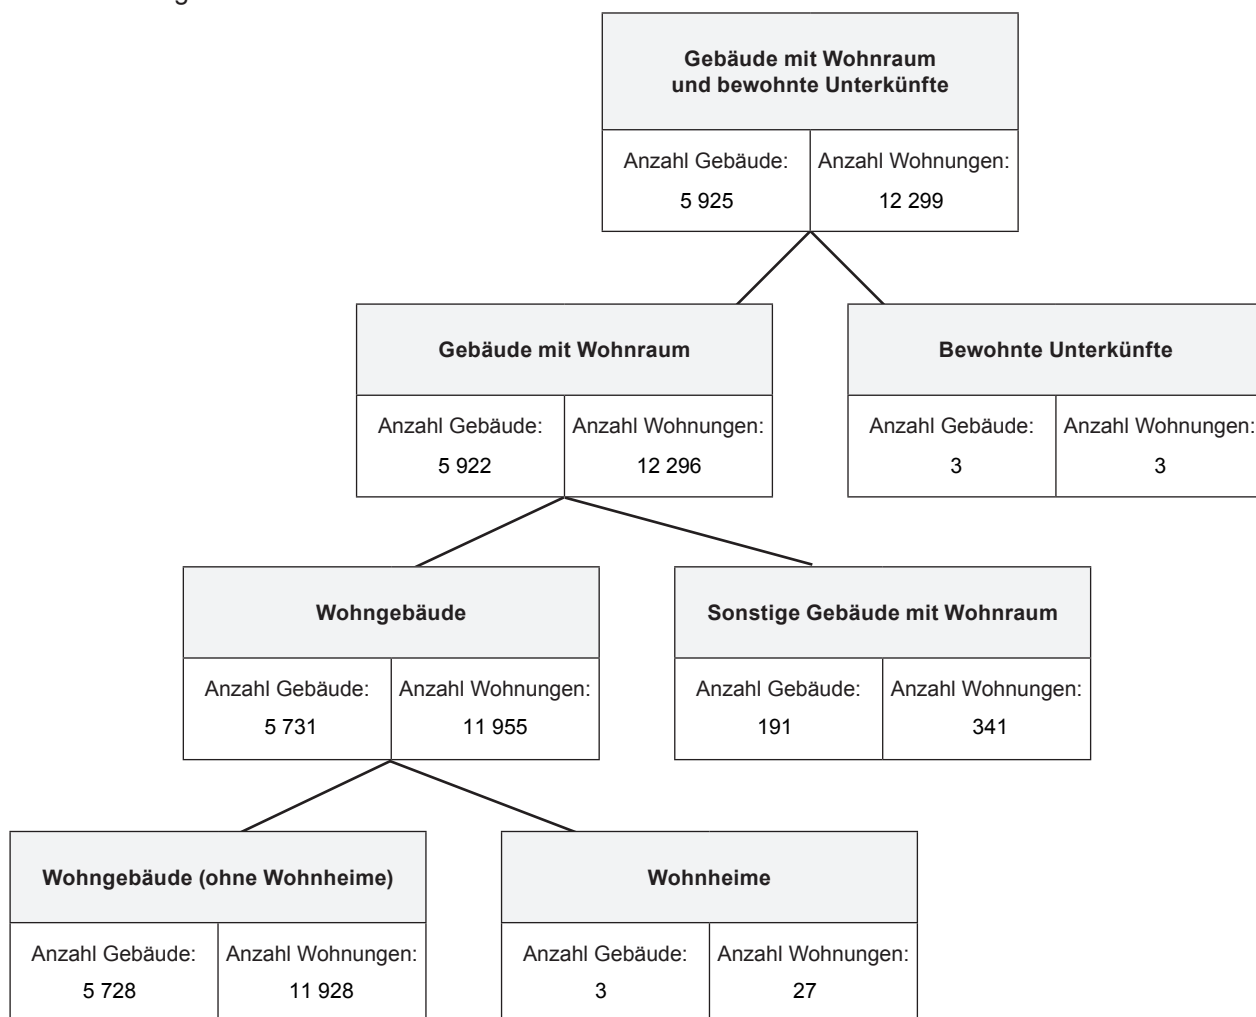 Gebäude mit Wohnraum
und bewohnte Unterkünfte
Anzahl Gebäude: Anzahl Wohnungen:
5 925 12 299
Gebäude mit Wohnraum Bewohnte Unterkünfte
Anzahl Gebäude: Anzahl Wohnungen: Anzahl Gebäude: Anzahl Wohnungen:
5 922 12 296 3 3
Wohngebäude Sonstige Gebäude mit Wohnraum
Anzahl Gebäude: Anzahl Wohnungen: Anzahl Gebäude: Anzahl Wohnungen:
5 731 11 955 191 341
Wohngebäude (ohne Wohnheime) Wohnheime
Anzahl Gebäude: Anzahl Wohnungen: Anzahl Gebäude: Anzahl Wohnungen:
5 728 11 928 3 27